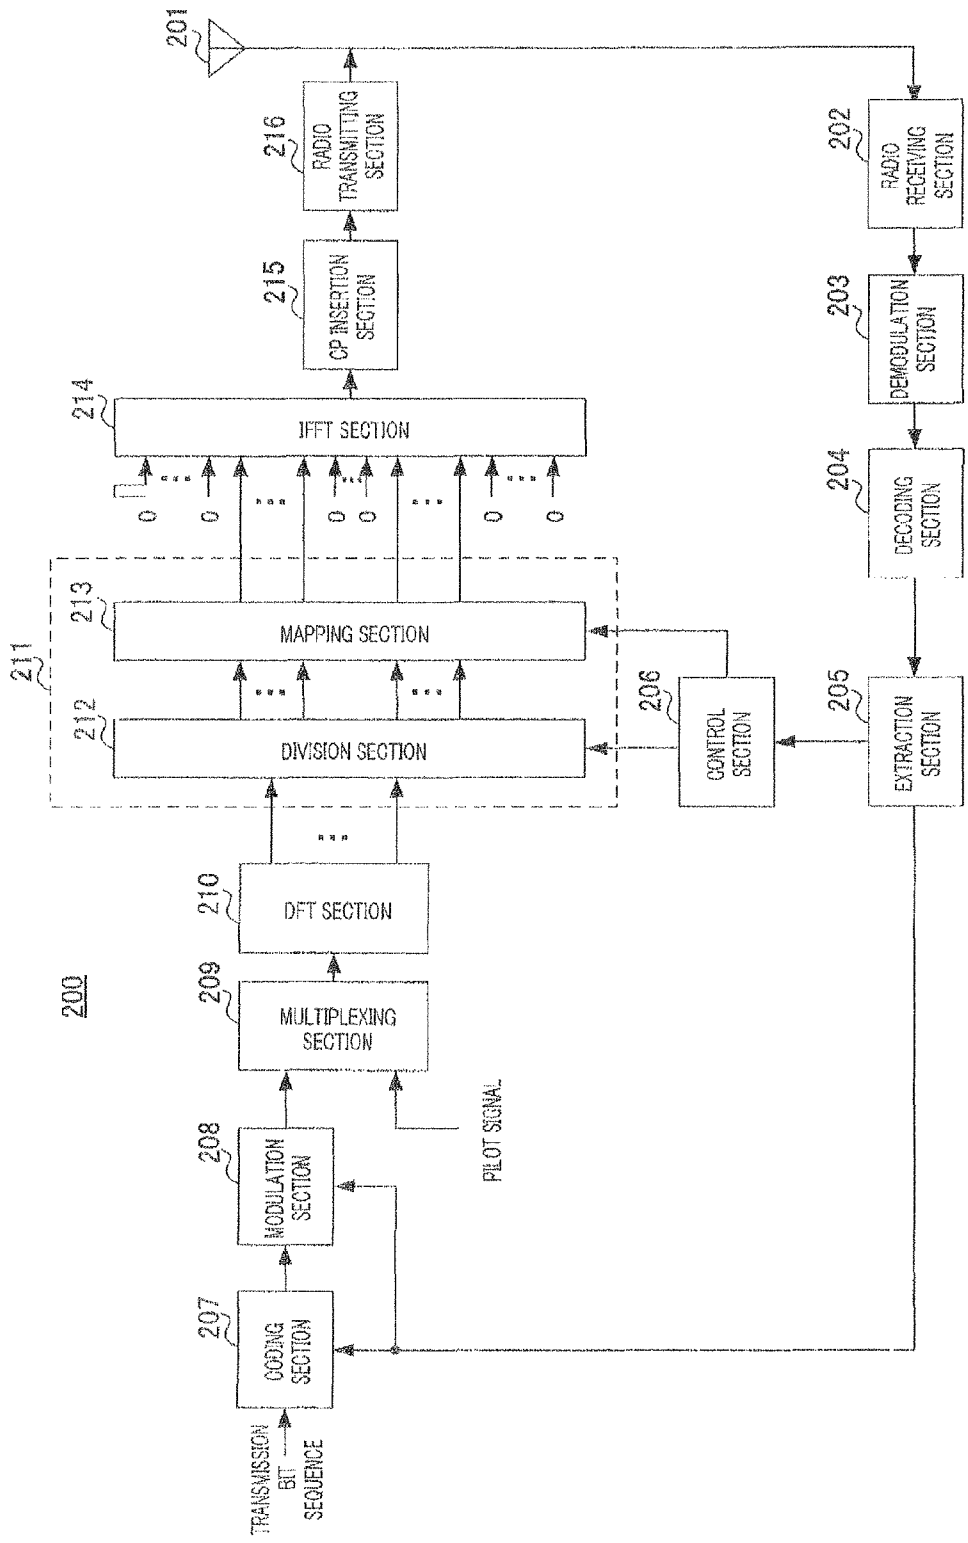 200
TRANSMISSION
BIT
SEQUENCE
207
CODING
SECTION
208
MODULATION
SECTION
PILOT SIGNAL
209
MULTIPLEXING
SECTION
210
DFT SECTION
...
211
212
DIVISION SECTION
...
...
213
MAPPING SECTION
0
...
0
...
0
...
0
...
0
...
0
214
IFFT SECTION
215
CP INSERTION
SECTION
216
RADIO
TRANSMITTING
SECTION
201
202
RADIO
RECEIVING
SECTION
203
DEMODULATION
SECTION
204
DECODING
SECTION
205
EXTRACTION
SECTION
206
CONTROL
SECTION